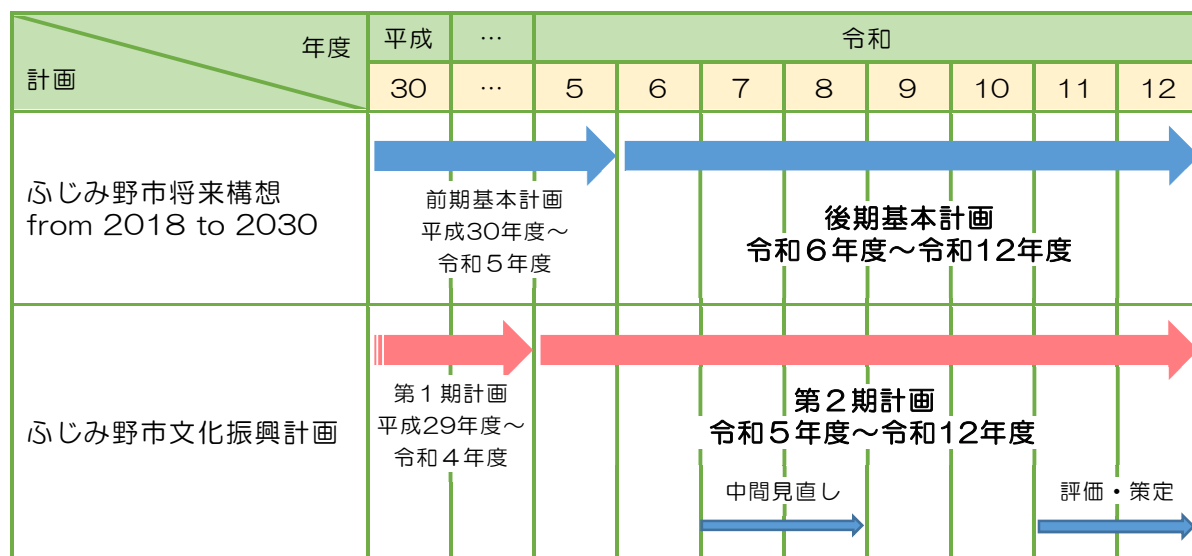 年度
計画
平成 … 令和
30 … 5 6 7 8 9 10 11 12
ふじみ野市将来構想
from 2018 to 2030
前期基本計画
平成30年度～
令和５年度
後期基本計画
令和６年度～令和12年度
ふじみ野市文化振興計画
第１期計画
平成29年度～
令和４年度
第２期計画
令和５年度～令和12年度
中間見直し
評価・策定